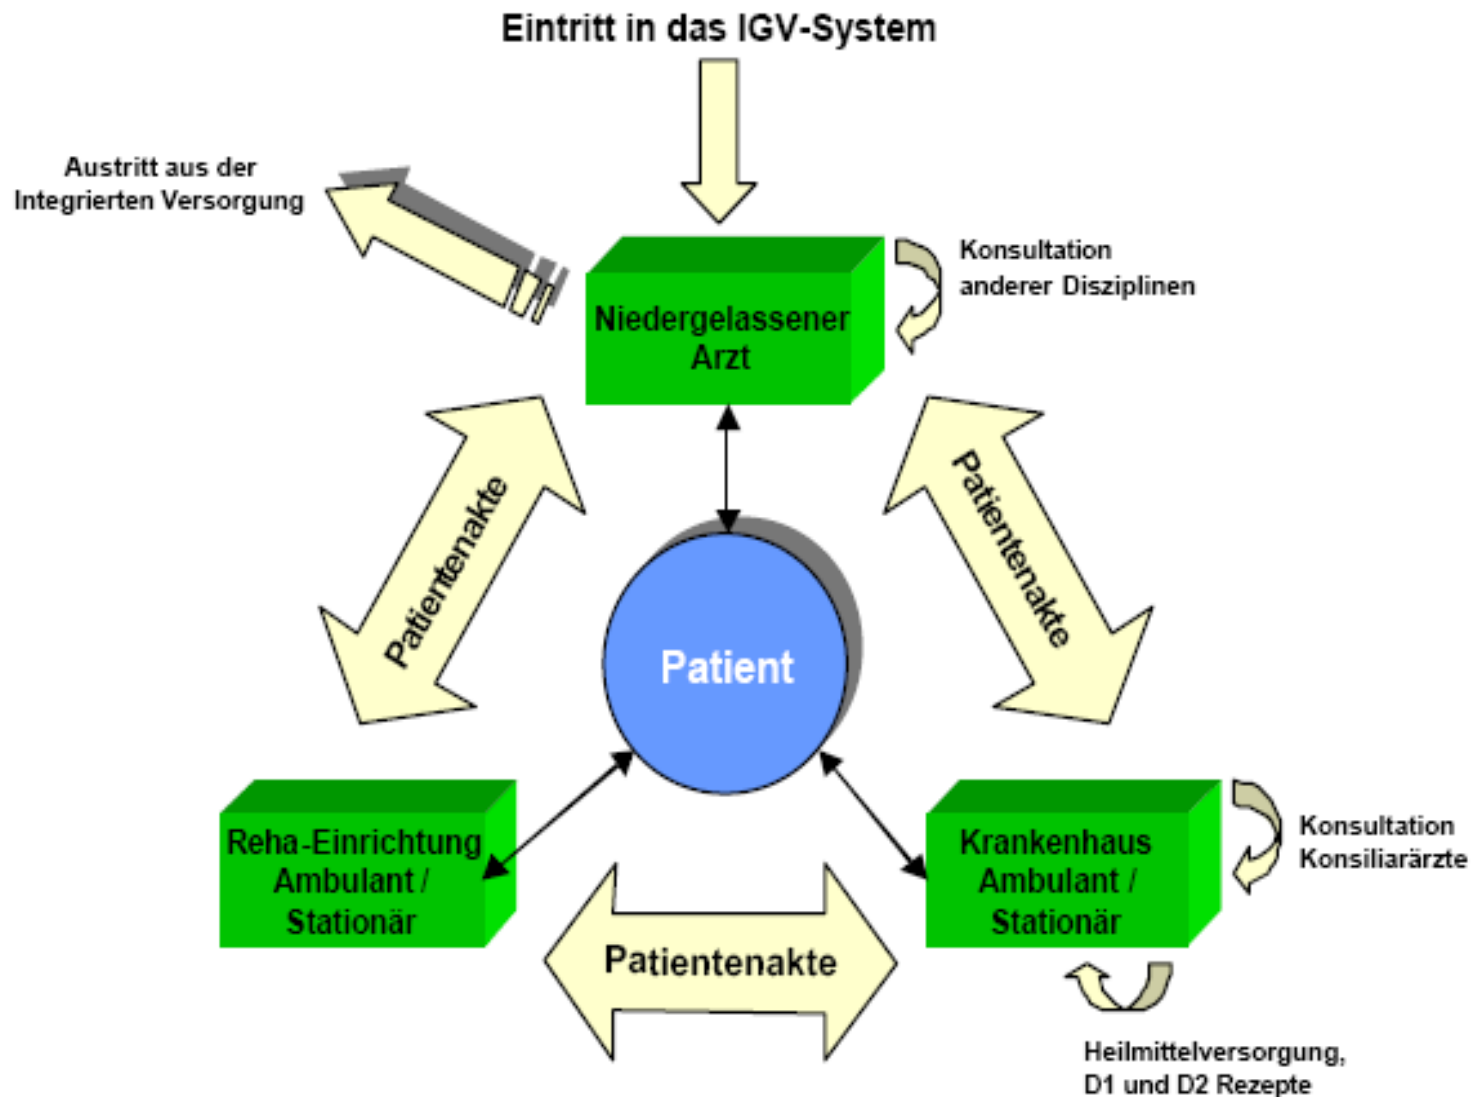 Eintritt in das IGV-System
Austritt aus der
Integrierten Versorgung
Konsultation
anderer Disziplinen
Niedergelassener
Arzt
Patientenakte
Patientenakte
Patient
Reha-Einrichtung
Ambulant /
Stationär
Krankenhaus
Ambulant /
Stationär
Konsultation
Konsiliarärzte
Patientenakte
Heilmittelversorgung,
D1 und D2 Rezepte